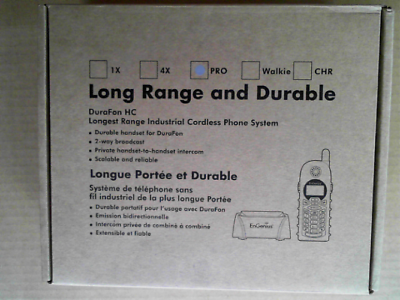 1X 4X PRO Walkie CHR
Long Range and Durable
DuraFon HC
Longest Range Industrial Cordless Phone System
• Durable handset for DuraFon
• 2-way broadcast
• Private handset-to-handset intercom
• Scalable and reliable
Longue Portée et Durable
Système de téléphone sans
fil industriel de la plus longue Portée
• Durable portatif pour l'usage avec DuraFon
• Emission bidirectionnelle
• Intercom privée de combiné à combiné
• Extensible et fiable
EnGenius